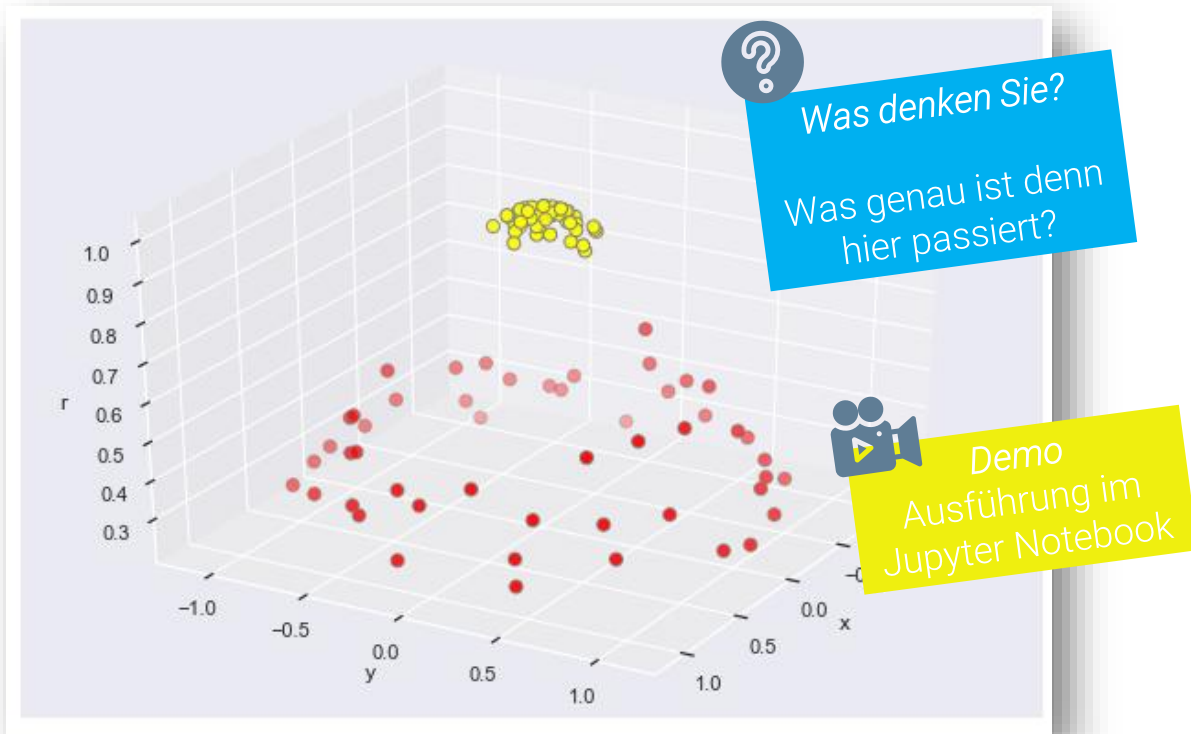 ?
Was denken Sie?
Was genau ist denn
hier passiert?
1.0
0.9
0.8
0.7
0.6
0.5
0.4
0.3
r
−1.0
−0.5
0.0
0.5
1.0
y
0.0
0.5
1.0
x
Demo
Ausführung im
Jupyter Notebook